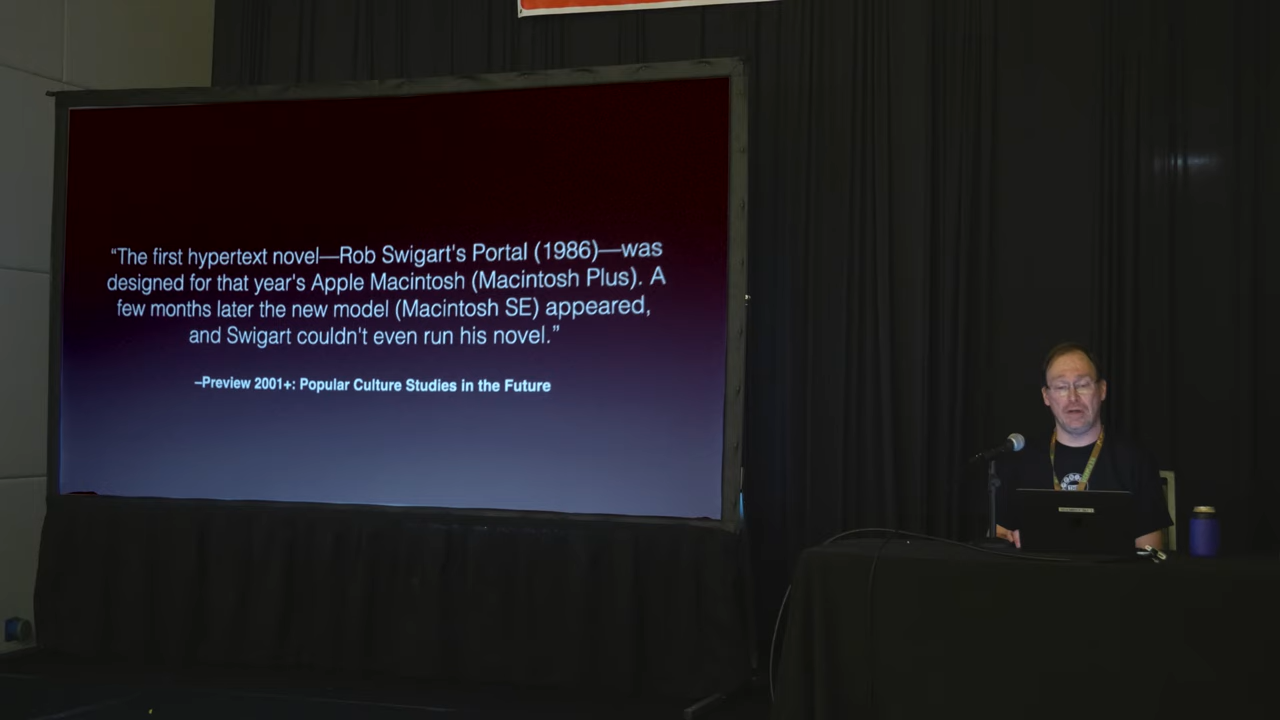 “The first hypertext novel—Rob Swigart's Portal (1986)—was
designed for that year's Apple Macintosh (Macintosh Plus). A
few months later the new model (Macintosh SE) appeared,
and Swigart couldn't even run his novel.”
–Preview 2001+: Popular Culture Studies in the Future